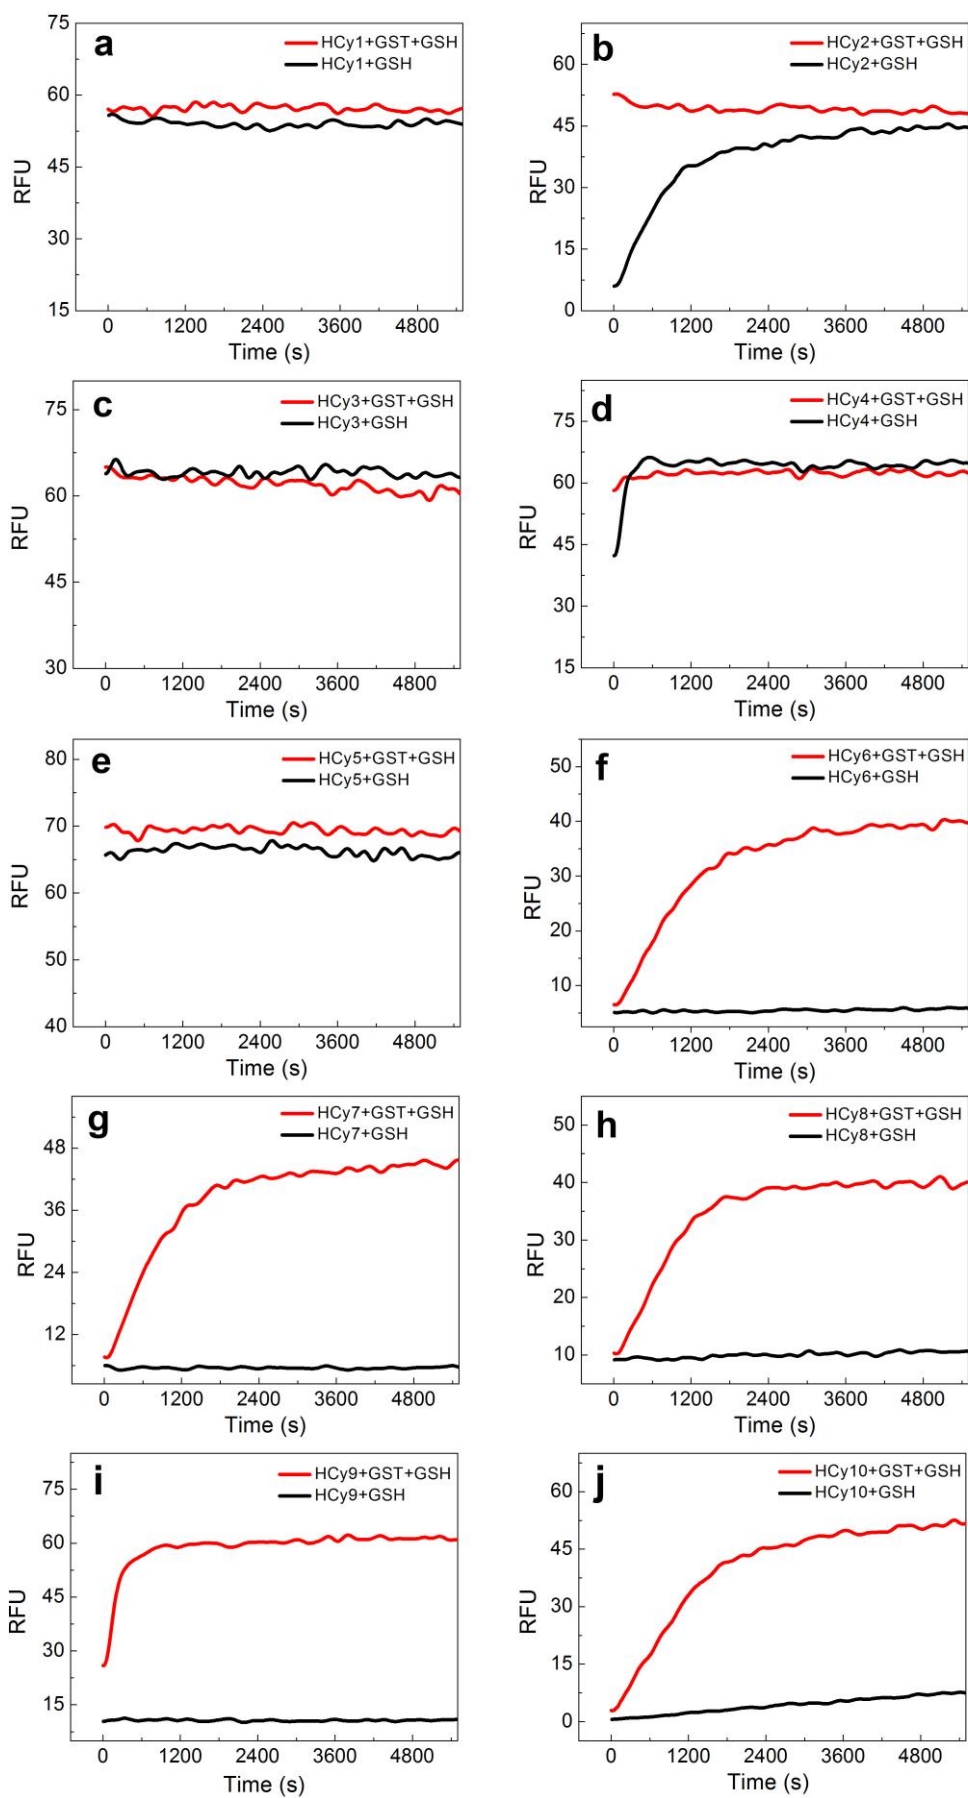 a
HCy1+GST+GSH
HCy1+GSH
75
60
45
30
15
RFU
0 1200 2400 3600 4800
Time (s)
b
HCy2+GST+GSH
HCy2+GSH
60
45
30
15
0
RFU
0 1200 2400 3600 4800
Time (s)
c
HCy3+GST+GSH
HCy3+GSH
75
60
45
30
RFU
0 1200 2400 3600 4800
Time (s)
d
HCy4+GST+GSH
HCy4+GSH
75
60
45
30
15
RFU
0 1200 2400 3600 4800
Time (s)
e
HCy5+GST+GSH
HCy5+GSH
80
70
60
50
40
RFU
0 1200 2400 3600 4800
Time (s)
f
HCy6+GST+GSH
HCy6+GSH
50
40
30
20
10
RFU
0 1200 2400 3600 4800
Time (s)
g
HCy7+GST+GSH
HCy7+GSH
48
36
24
12
RFU
0 1200 2400 3600 4800
Time (s)
h
HCy8+GST+GSH
HCy8+GSH
50
40
30
20
10
RFU
0 1200 2400 3600 4800
Time (s)
i
HCy9+GST+GSH
HCy9+GSH
75
60
45
30
15
RFU
0 1200 2400 3600 4800
Time (s)
j
HCy10+GST+GSH
HCy10+GSH
60
45
30
15
0
RFU
0 1200 2400 3600 4800
Time (s)